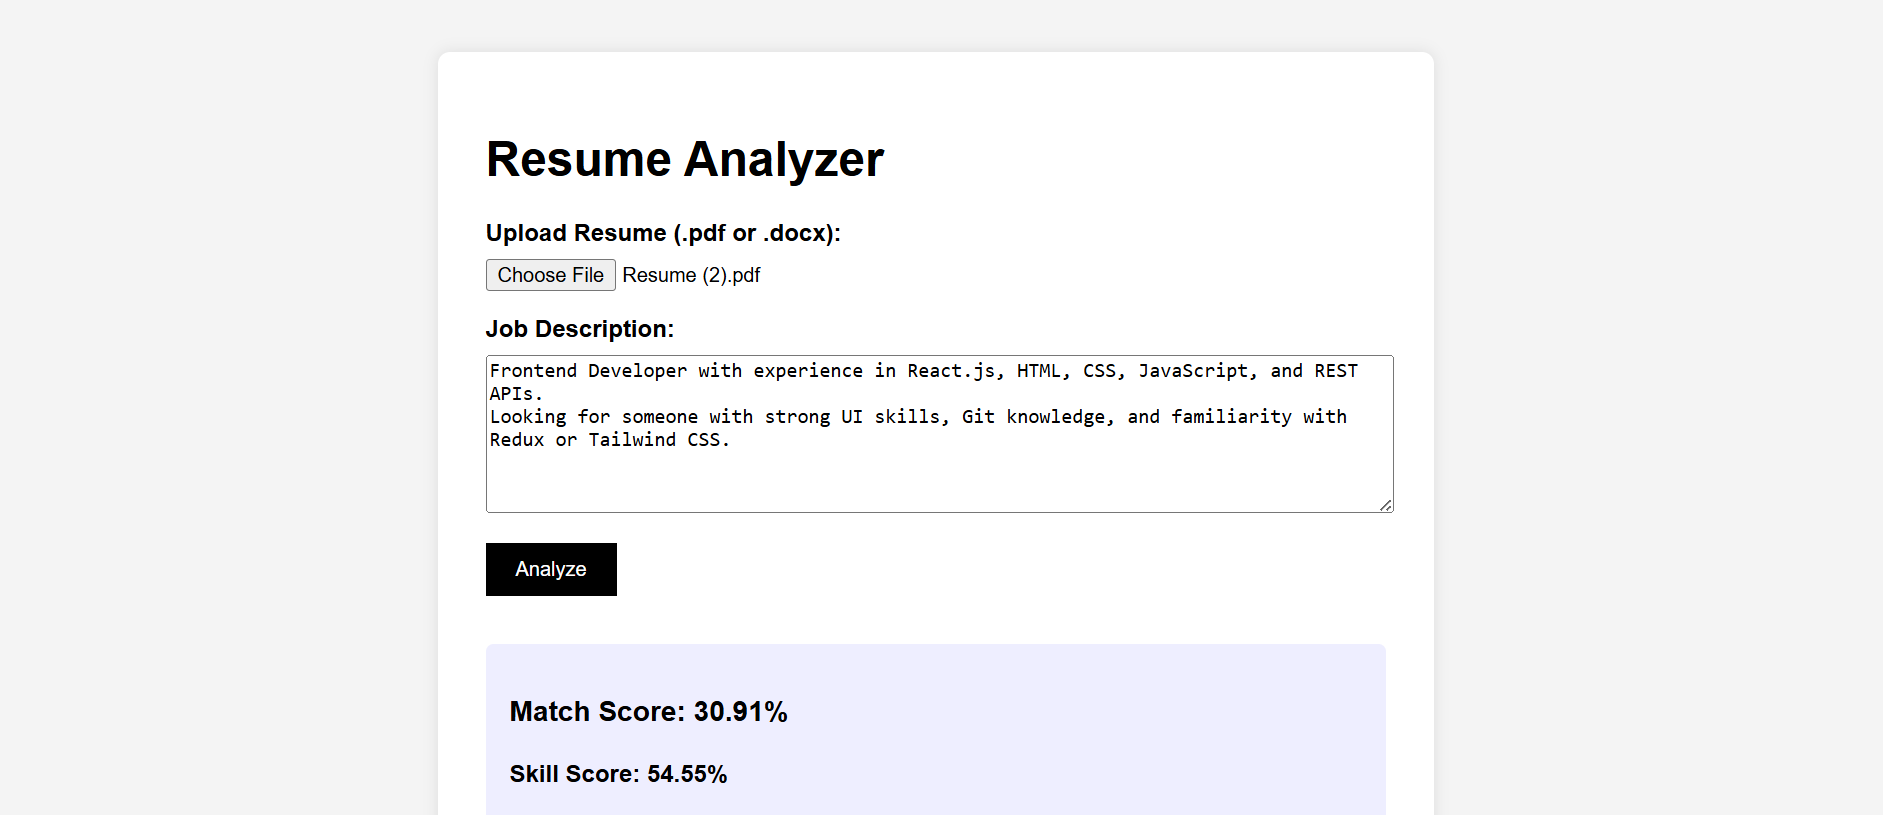 Resume Analyzer
Upload Resume (.pdf or .docx):
Choose File Resume (2).pdf
Job Description:
Frontend Developer with experience in React.js, HTML, CSS, JavaScript, and REST
APIs.
Looking for someone with strong UI skills, Git knowledge, and familiarity with
Redux or Tailwind CSS.
Analyze
Match Score: 30.91%
Skill Score: 54.55%